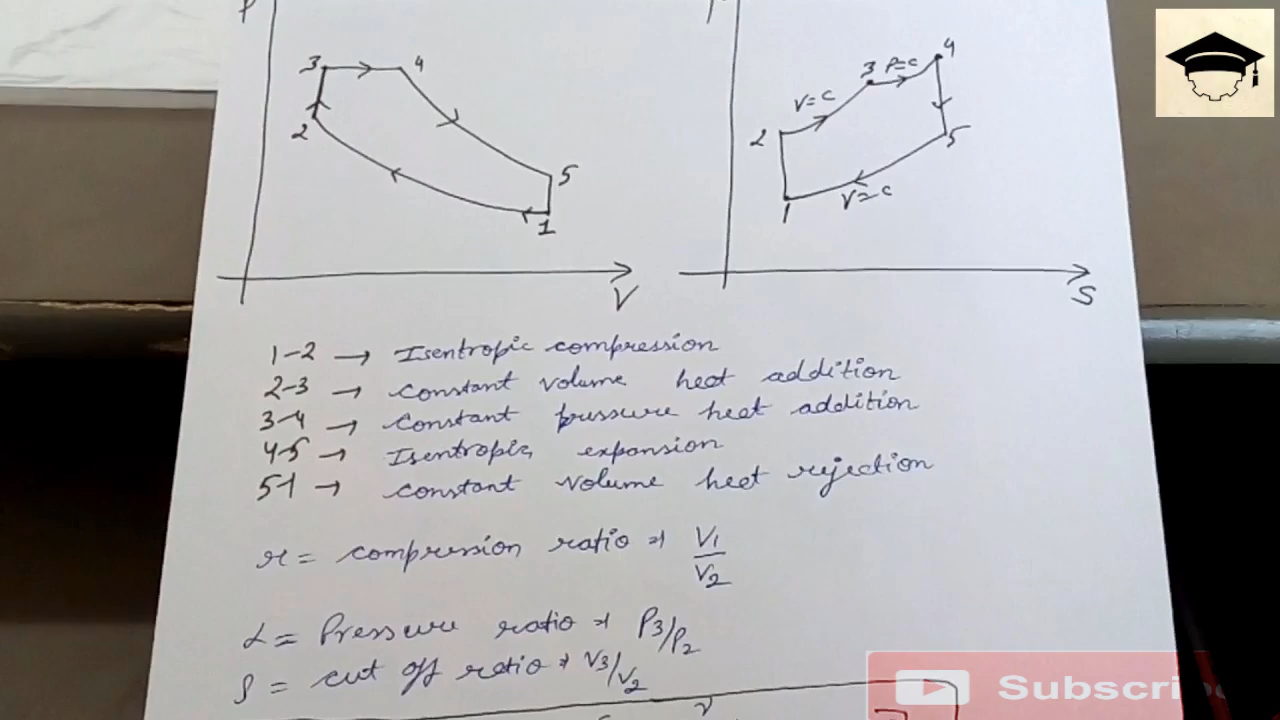 P
3
4
2
5
1
V
4
3
P=c
V=c
2
5
1
V=c
S
1-2 → Isentropic compression
2-3 → constant volume heat addition
3-4 → constant pressure heat addition
4-5 → Isentropic expansion
5-1 → constant volume heat rejection
r = compression ratio → V1/V2
α = Pressure ratio → P3/P2
ρ = cut off ratio → V3/V2
Subscribe